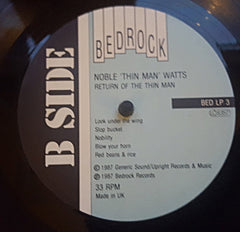 BEDROCK
B SIDE
NOBLE 'THIN MAN' WATTS
RETURN OF THE THIN MAN
BED LP 3
Look under the wing
Slop bucket
Nobility
Blow your horn
Red beans & rice
℗ 1987 Generic Sound/Upright Records & Music
© 1987 Bedrock Records
33 RPM
Made in UK